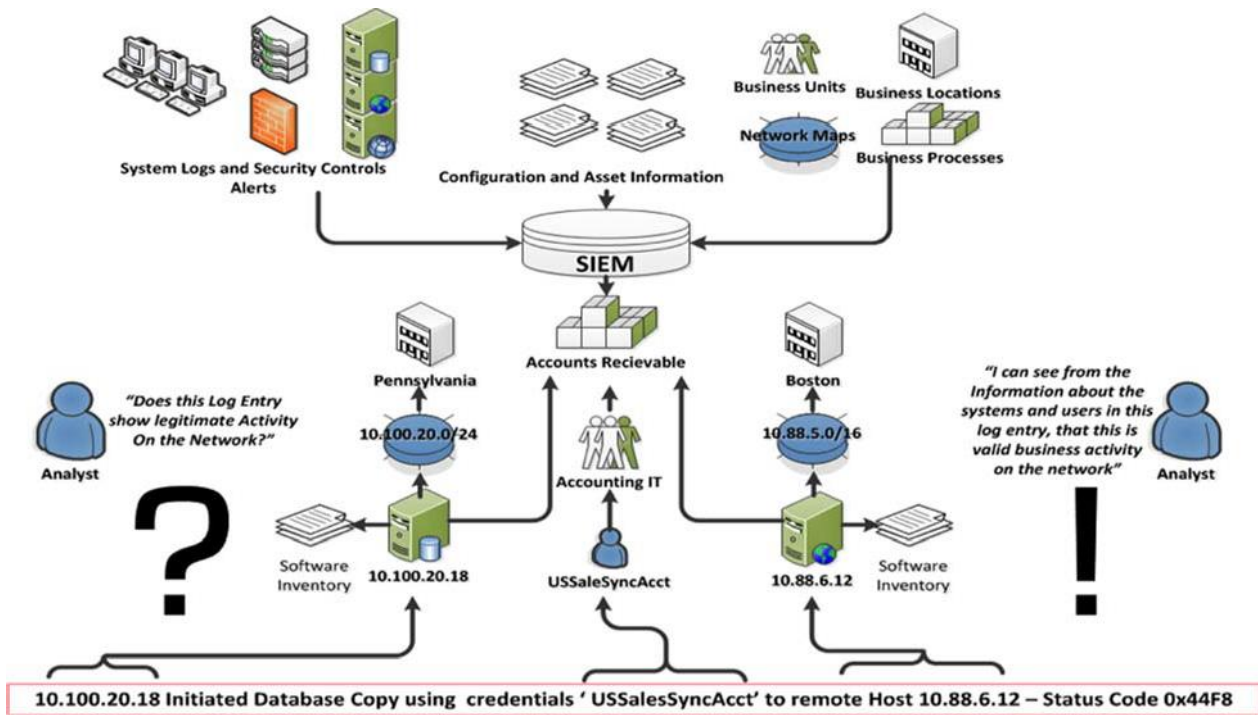 Business Units
Business Locations
Network Maps
Business Processes
System Logs and Security Controls
Alerts
Configuration and Asset Information
SIEM
Accounts Recievable
Pennsylvania
Boston
Analyst
“Does this Log Entry
show legitimate Activity
On the Network?”
10.100.20.0/24
10.88.5.0/16
“I can see from the
Information about the
systems and users in this
log entry, that this is
valid business activity
on the network”
Analyst
?
!
Accounting IT
Software
Inventory
10.100.20.18
USSaleSyncAcct
10.88.6.12
Software
Inventory
10.100.20.18 Initiated Database Copy using credentials ‘ USSalesSyncAcct’ to remote Host 10.88.6.12 – Status Code 0x44F8